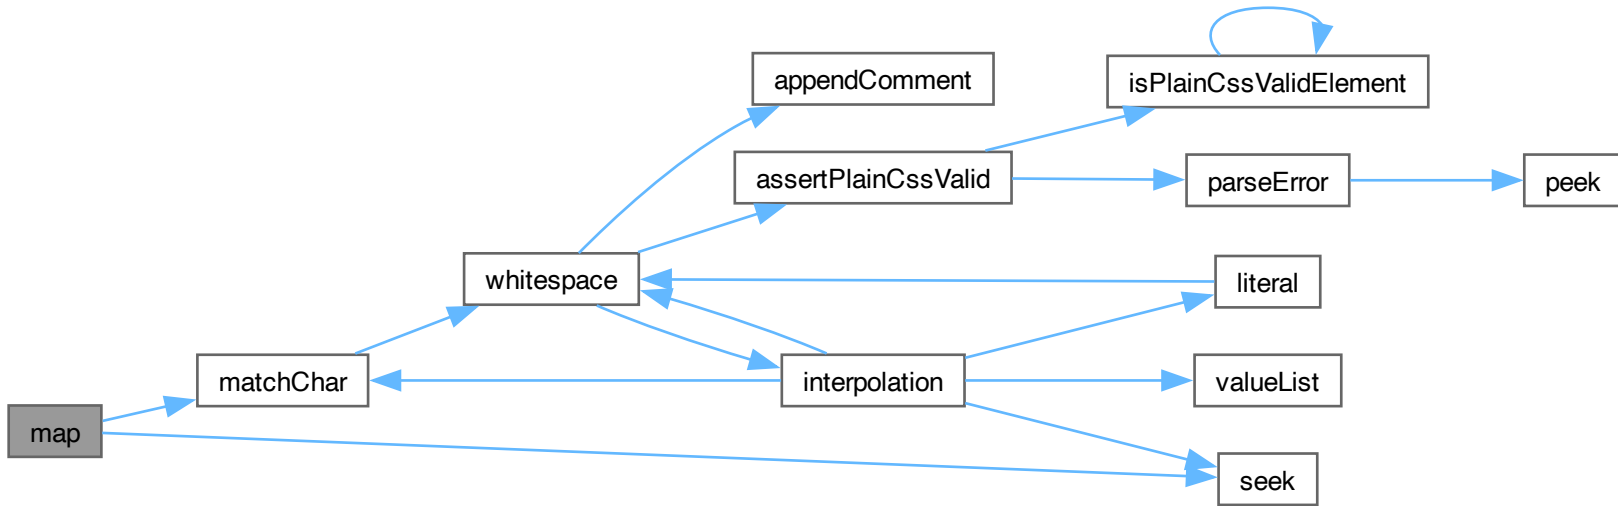 appendComment
isPlainCssValidElement
assertPlainCssValid
parseError
peek
whitespace
literal
matchChar
interpolation
valueList
map
seek